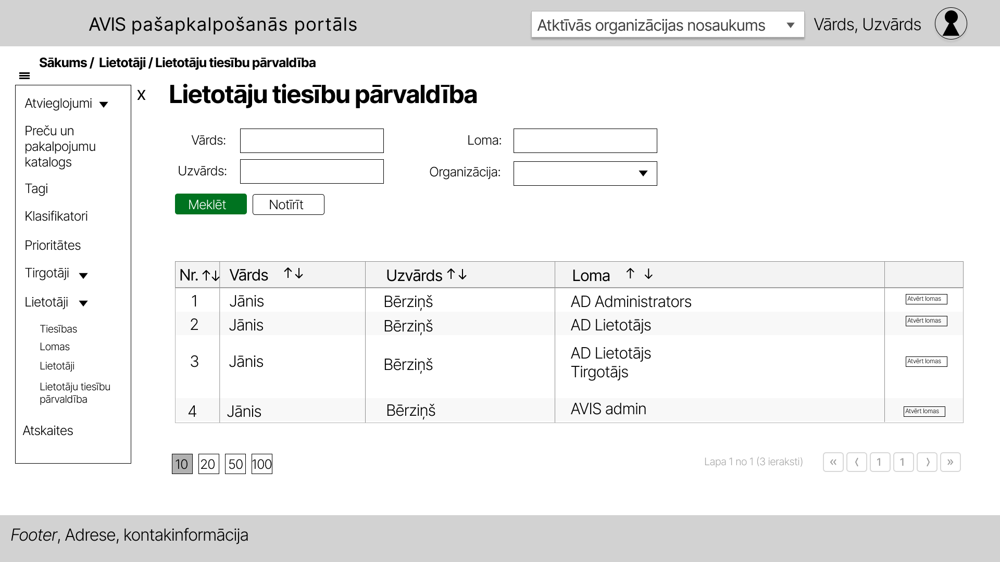 AVIS pašapkalpošanās portāls
Atktīvās organizācijas nosaukums
Vārds, Uzvārds
Sākums / Lietotāji / Lietotāju tiesību pārvaldība
Atvieglojumi
Preču un
pakalpojumu
katalogs
Tagi
Klasifikatori
Prioritātes
Tirgotāji
Lietotāji
Tiesības
Lomas
Lietotāji
Lietotāju tiesību
pārvaldība
Atskaites
x
Lietotāju tiesību pārvaldība
Vārds:
Loma:
Uzvārds:
Organizācija:
Meklēt Notīrīt
Nr. ↑↓ Vārds ↑↓ Uzvārds ↑↓ Loma ↑ ↓
1 Jānis Bērziņš AD Administrators Atvērt lomas
2 Jānis Bērziņš AD Lietotājs Atvērt lomas
3 Jānis Bērziņš AD Lietotājs
Tirgotājs Atvērt lomas
4 Jānis Bērziņš AVIS admin Atvērt lomas
10 20 50 100
Lapa 1 no 1 (3 ieraksti) « ⟨ 1 1 ⟩ »
Footer, Adrese, kontakinformācija